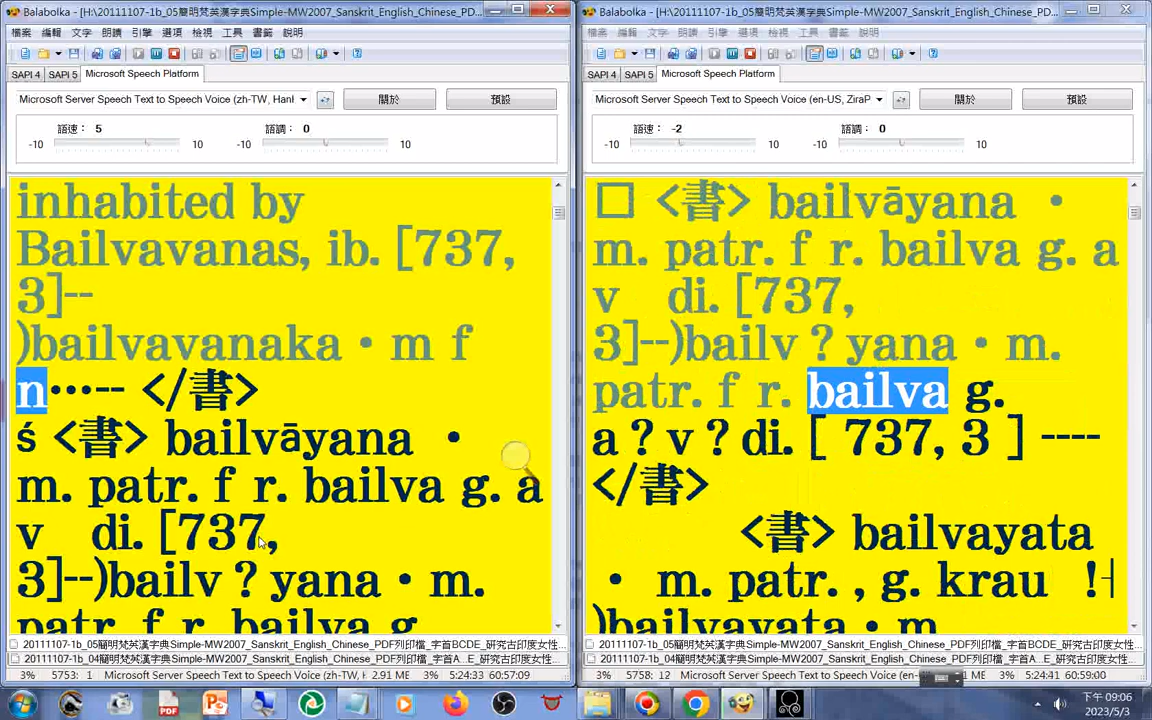 Balabolka - [H:\20111107-1b_05簡明梵英漢字典Simple-MW2007_Sanskrit_English_Chinese_PD...
檔案 編輯 文字 朗讀 引擎 選項 檢視 工具 書籤 說明
SAPI 4 SAPI 5 Microsoft Speech Platform
Microsoft Server Speech Text to Speech Voice (zh-TW, Hanl
關於 預設
語速： 5 語調： 0
-10 10 -10 10
inhabited by
Bailvavanas, ib. [737,
3]--
)bailvavanaka • m f
n•••-- </書>
ś <書> bailvāyana •
m. patr. f r. bailva g. a
v di. [737,
3]--)bailv ? yana • m.
patr. f r. bailva g.
20111107-1b_05簡明梵英漢字典Simple-MW2007_Sanskrit_English_Chinese_PDF列印檔_字首BCDE_研究古印度女性...
20111107-1b_04簡明梵英漢字典Simple-MW2007_Sanskrit_English_Chinese_PDF列印檔_字首A...E_研究古印度女性...
3% 5753: 1 Microsoft Server Speech Text to Speech Voice (zh-TW, H 2.91 ME 3% 5:24:33 60:57:09
Balabolka - [H:\20111107-1b_05簡明梵英漢字典Simple-MW2007_Sanskrit_English_Chinese_PD...
檔案 編輯 文字 朗讀 引擎 選項 檢視 工具 書籤 說明
SAPI 4 SAPI 5 Microsoft Speech Platform
Microsoft Server Speech Text to Speech Voice (en-US, ZiraP
關於 預設
語速： -2 語調： 0
-10 10 -10 10
□ <書> bailvāyana •
m. patr. f r. bailva g. a
v di. [737,
3]--)bailv ? yana • m.
patr. f r. bailva g.
a ? v ? di. [ 737, 3 ] ----
</書>
<書> bailvayata
• m. patr. , g. krau !
)bailvayata • m
20111107-1b_05簡明梵英漢字典Simple-MW2007_Sanskrit_English_Chinese_PDF列印檔_字首BCDE_研究古印度女性...
20111107-1b_04簡明梵英漢字典Simple-MW2007_Sanskrit_English_Chinese_PDF列印檔_字首A...E_研究古印度女性...
3% 5758: 12 Microsoft Server Speech Text to Speech Voice (en-U ME 3% 5:24:41 60:59:00
PDF
下午 09:06
2023/5/3